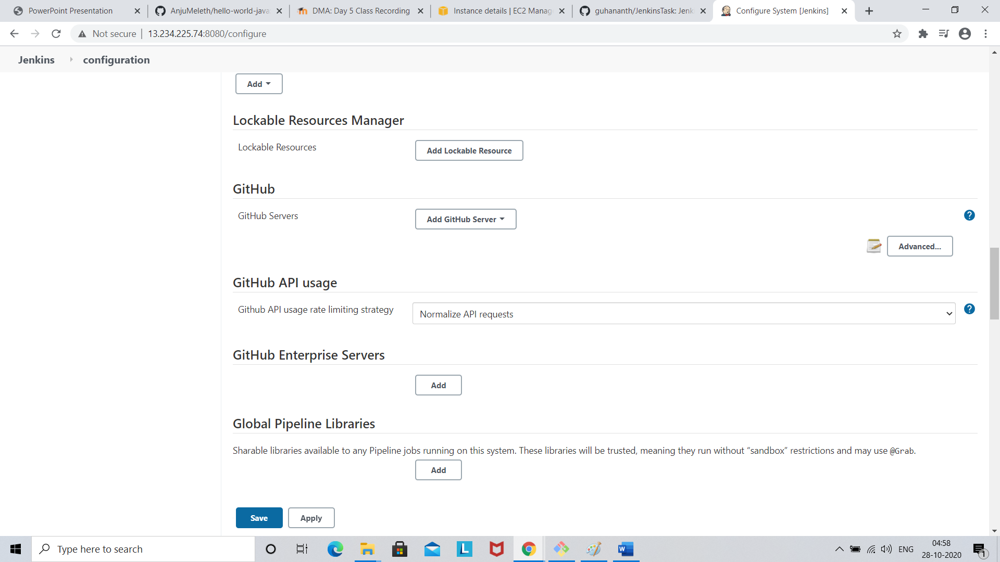 PowerPoint Presentation
AnjuMeleth/hello-world-java
DMA: Day 5 Class Recording
Instance details | EC2 Manag
guhananth/JenkinsTask: Jenk
Configure System [Jenkins]
Not secure
13.234.225.74:8080/configure
Jenkins
configuration
Add
Lockable Resources Manager
Lockable Resources
Add Lockable Resource
GitHub
GitHub Servers
Add GitHub Server
?
Advanced...
GitHub API usage
Github API usage rate limiting strategy
Normalize API requests
?
GitHub Enterprise Servers
Add
Global Pipeline Libraries
Sharable libraries available to any Pipeline jobs running on this system. These libraries will be trusted, meaning they run without “sandbox” restrictions and may use @Grab.
Add
Save
Apply
Type here to search
L
W
ENG
04:58
28-10-2020
1